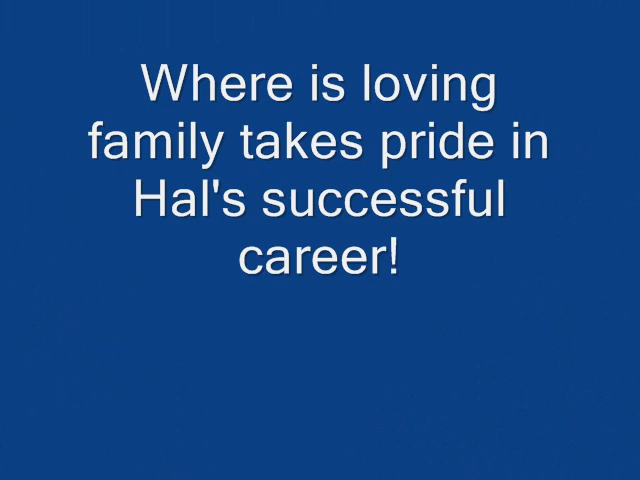 Where is loving
family takes pride in
Hal's successful
career!